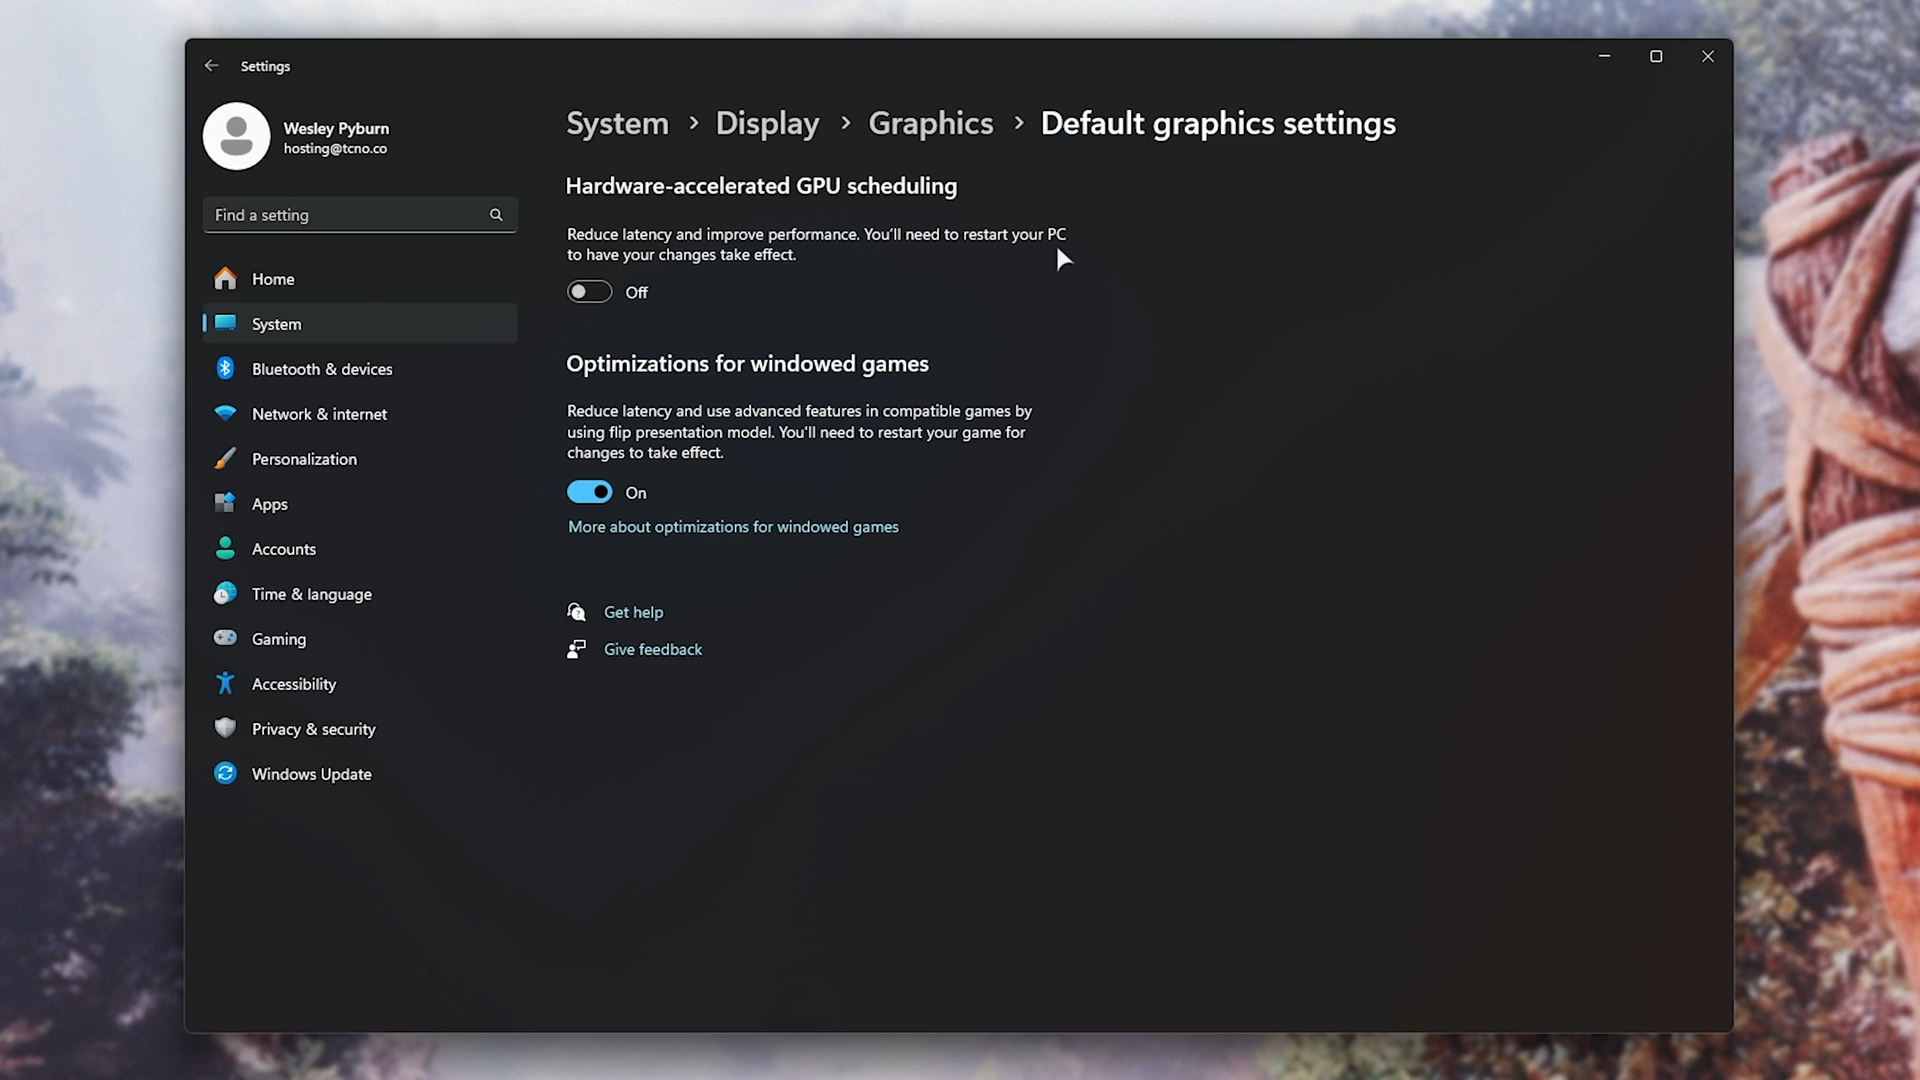 Settings
Wesley Pyburn
hosting@tcno.co
Find a setting
Home
System
Bluetooth & devices
Network & internet
Personalization
Apps
Accounts
Time & language
Gaming
Accessibility
Privacy & security
Windows Update
System > Display > Graphics > Default graphics settings
Hardware-accelerated GPU scheduling
Reduce latency and improve performance. You'll need to restart your PC
to have your changes take effect.
Off
Optimizations for windowed games
Reduce latency and use advanced features in compatible games by
using flip presentation model. You'll need to restart your game for
changes to take effect.
On
More about optimizations for windowed games
Get help
Give feedback